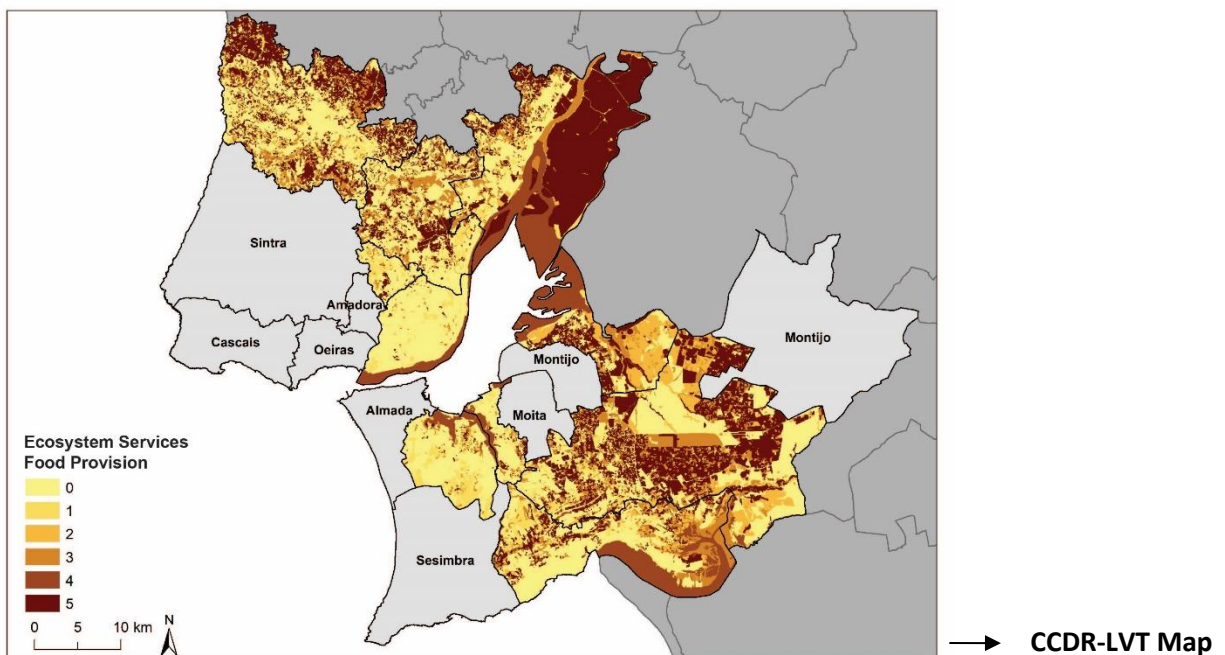 Sintra
Amadora
Cascais
Oeiras
Montijo
Montijo
Almada
Moita
Sesimbra
Ecosystem Services
Food Provision
0
1
2
3
4
5
0 10 km
N
CCDR-LVT Map